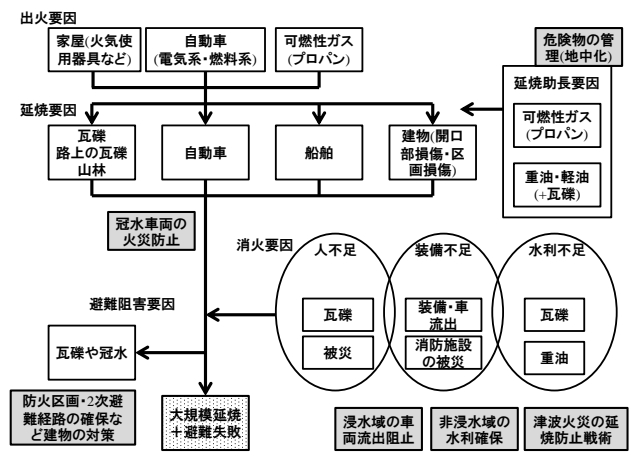 出火要因
家屋(火気使
用器具など)
自動車
(電気系・燃料系)
可燃性ガス
(プロパン)
危険物の管
理(地中化)
延焼助長要因
可燃性ガス
(プロパン)
重油・軽油
(+瓦礫)
延焼要因
瓦礫
路上の瓦礫
山林
自動車
船舶
建物(開口
部損傷・区
画損傷)
冠水車両の
火災防止
消火要因
人不足
装備不足
水利不足
瓦礫
被災
装備・車
流出
消防施設
の被災
瓦礫
重油
避難阻害要因
瓦礫や冠水
防火区画・2次避
難経路の確保な
ど建物の対策
大規模延焼
＋避難失敗
浸水域の車
両流出阻止
非浸水域の
水利確保
津波火災の延
焼防止戦術